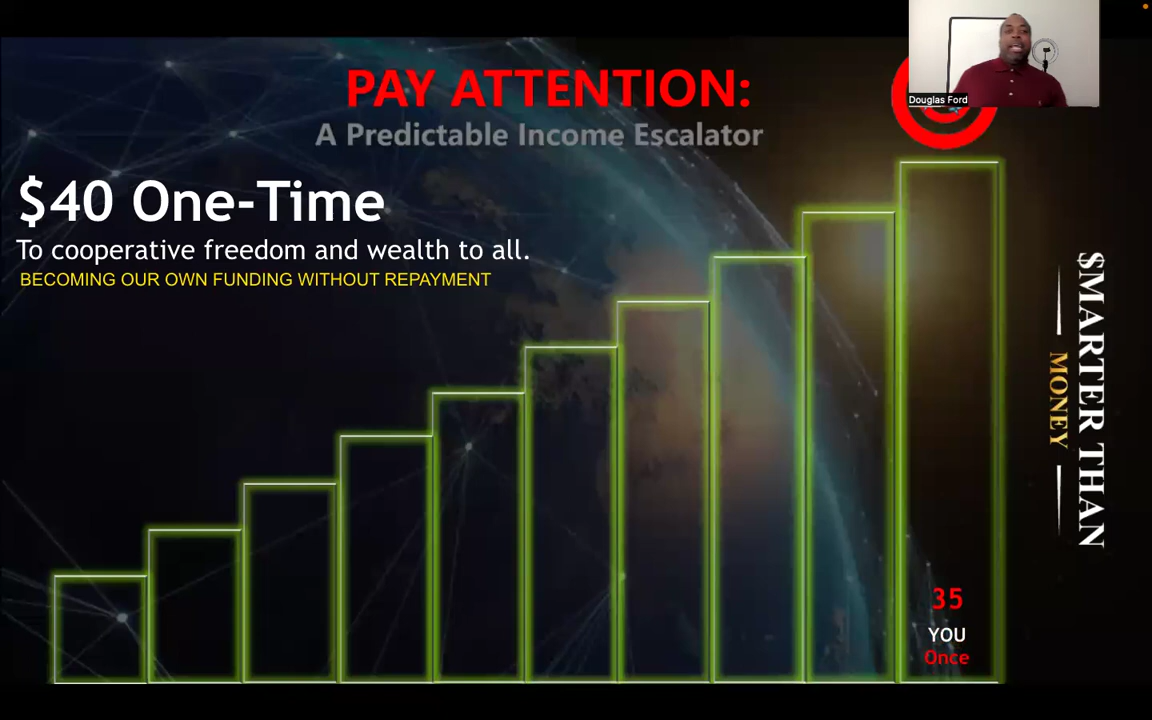 Douglas Ford
PAY ATTENTION:
A Predictable Income Escalator
$40 One-Time
To cooperative freedom and wealth to all.
BECOMING OUR OWN FUNDING WITHOUT REPAYMENT
$MARTER THAN
MONEY
35
YOU
Once